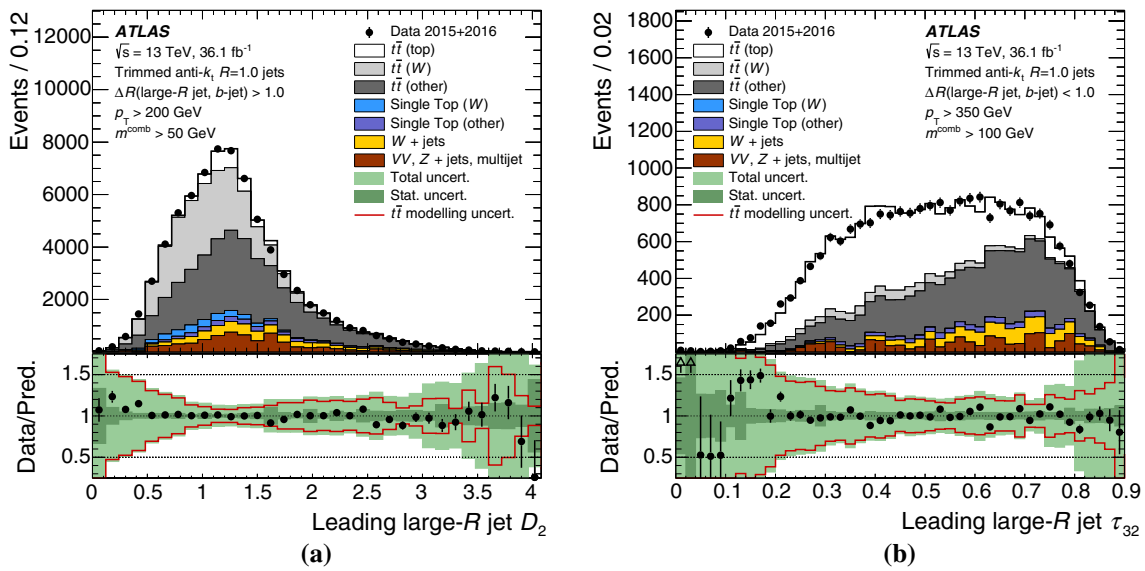 Events / 0.12
12000
10000
8000
6000
4000
2000
ATLAS
√s = 13 TeV, 36.1 fb⁻¹
Trimmed anti-kₜ R=1.0 jets
ΔR(large-R jet, b-jet) > 1.0
p_T > 200 GeV
m^comb > 50 GeV
Data 2015+2016
tt̄ (top)
tt̄ (W)
tt̄ (other)
Single Top (W)
Single Top (other)
W + jets
VV, Z + jets, multijet
Total uncert.
Stat. uncert.
tt̄ modelling uncert.
Data/Pred.
1.5
1
0.5
0 0.5 1 1.5 2 2.5 3 3.5 4
Leading large-R jet D₂
(a)
Events / 0.02
1800
1600
1400
1200
1000
800
600
400
200
Data 2015+2016
tt̄ (top)
tt̄ (W)
tt̄ (other)
Single Top (W)
Single Top (other)
W + jets
VV, Z + jets, multijet
Total uncert.
Stat. uncert.
tt̄ modelling uncert.
ATLAS
√s = 13 TeV, 36.1 fb⁻¹
Trimmed anti-kₜ R=1.0 jets
ΔR(large-R jet, b-jet) < 1.0
p_T > 350 GeV
m^comb > 100 GeV
Data/Pred.
1.5
1
0.5
0 0.1 0.2 0.3 0.4 0.5 0.6 0.7 0.8 0.9
Leading large-R jet τ₃₂
(b)